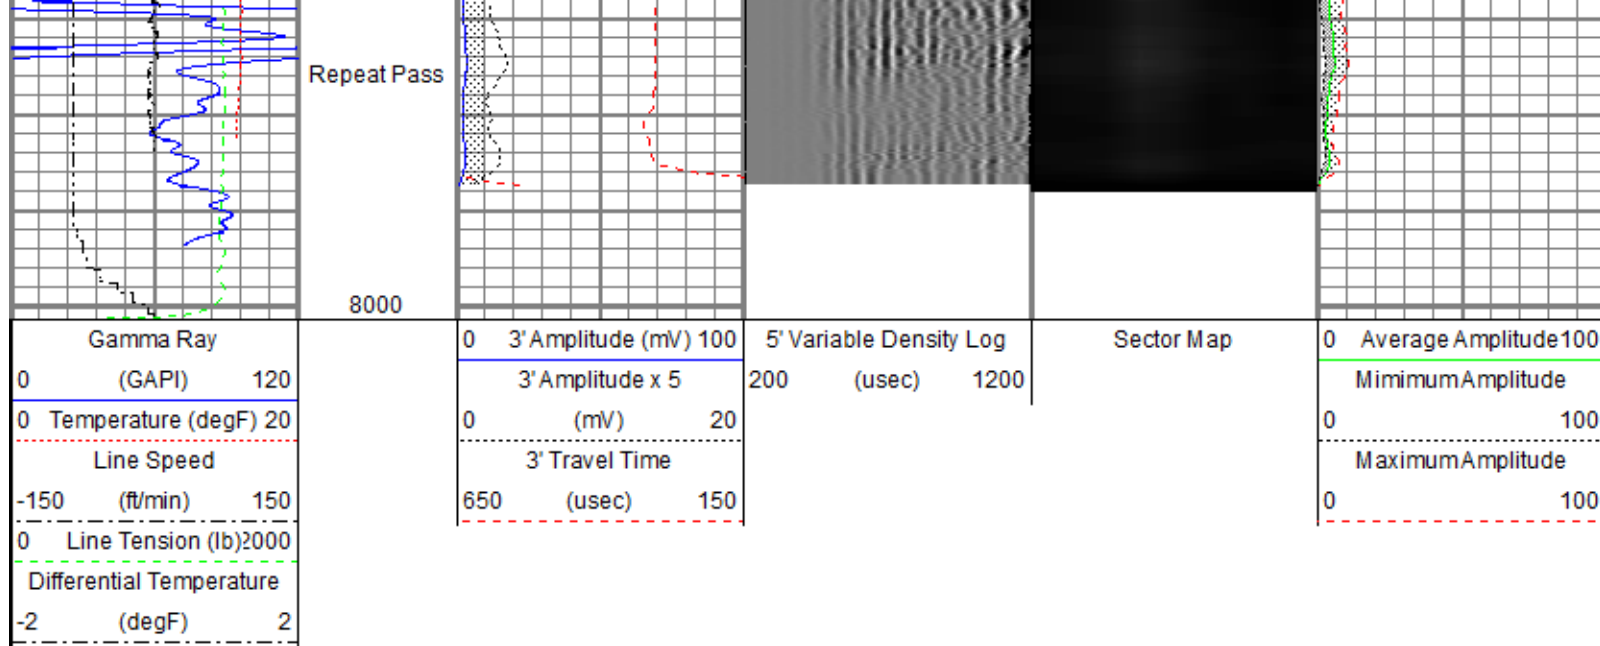 Repeat Pass
8000
Gamma Ray
0 (GAPI) 120
0 Temperature (degF) 20
Line Speed
-150 (ft/min) 150
0 Line Tension (lb) 2000
Differential Temperature
-2 (degF) 2
0 3' Amplitude (mV) 100
3' Amplitude x 5
0 (mV) 20
3' Travel Time
650 (usec) 150
5' Variable Density Log
200 (usec) 1200
Sector Map
0 Average Amplitude 100
Mimimum Amplitude
0 100
Maximum Amplitude
0 100